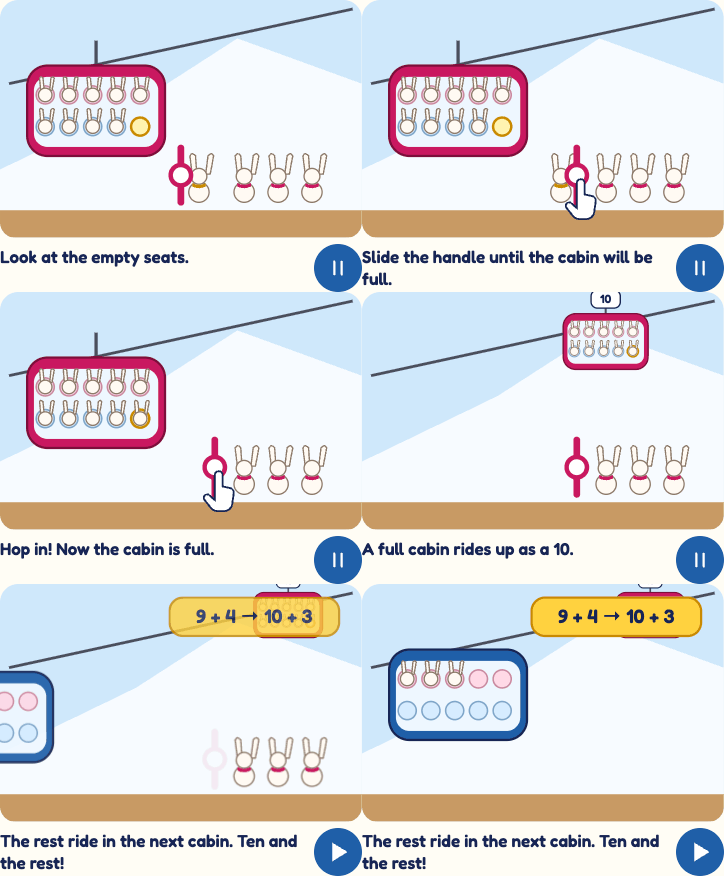 Look at the empty seats.
Slide the handle until the cabin will be
full.
10
Hop in! Now the cabin is full.
A full cabin rides up as a 10.
9 + 4 → 10 + 3
The rest ride in the next cabin. Ten and
the rest!
9 + 4 → 10 + 3
The rest ride in the next cabin. Ten and
the rest!